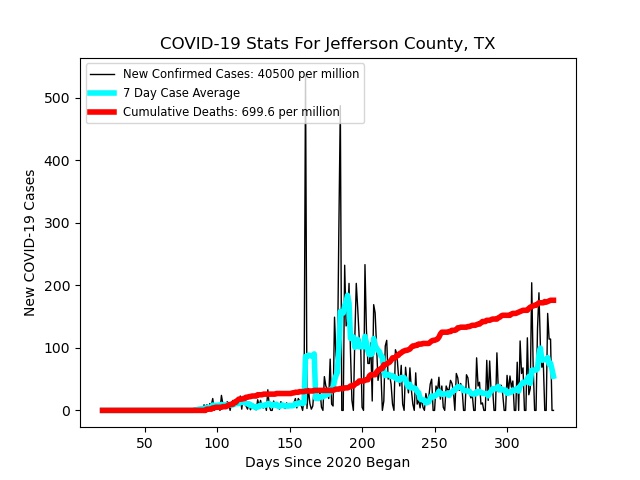 COVID-19 Stats For Jefferson County, TX
New Confirmed Cases: 40500 per million
7 Day Case Average
Cumulative Deaths: 699.6 per million
New COVID-19 Cases
500
400
300
200
100
0
50 100 150 200 250 300
Days Since 2020 Began